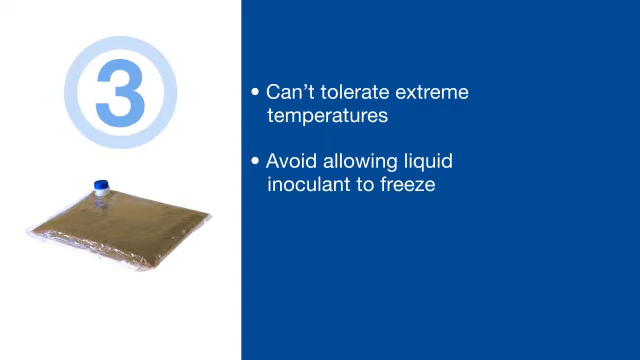 3
• Can't tolerate extreme
temperatures
• Avoid allowing liquid
inoculant to freeze